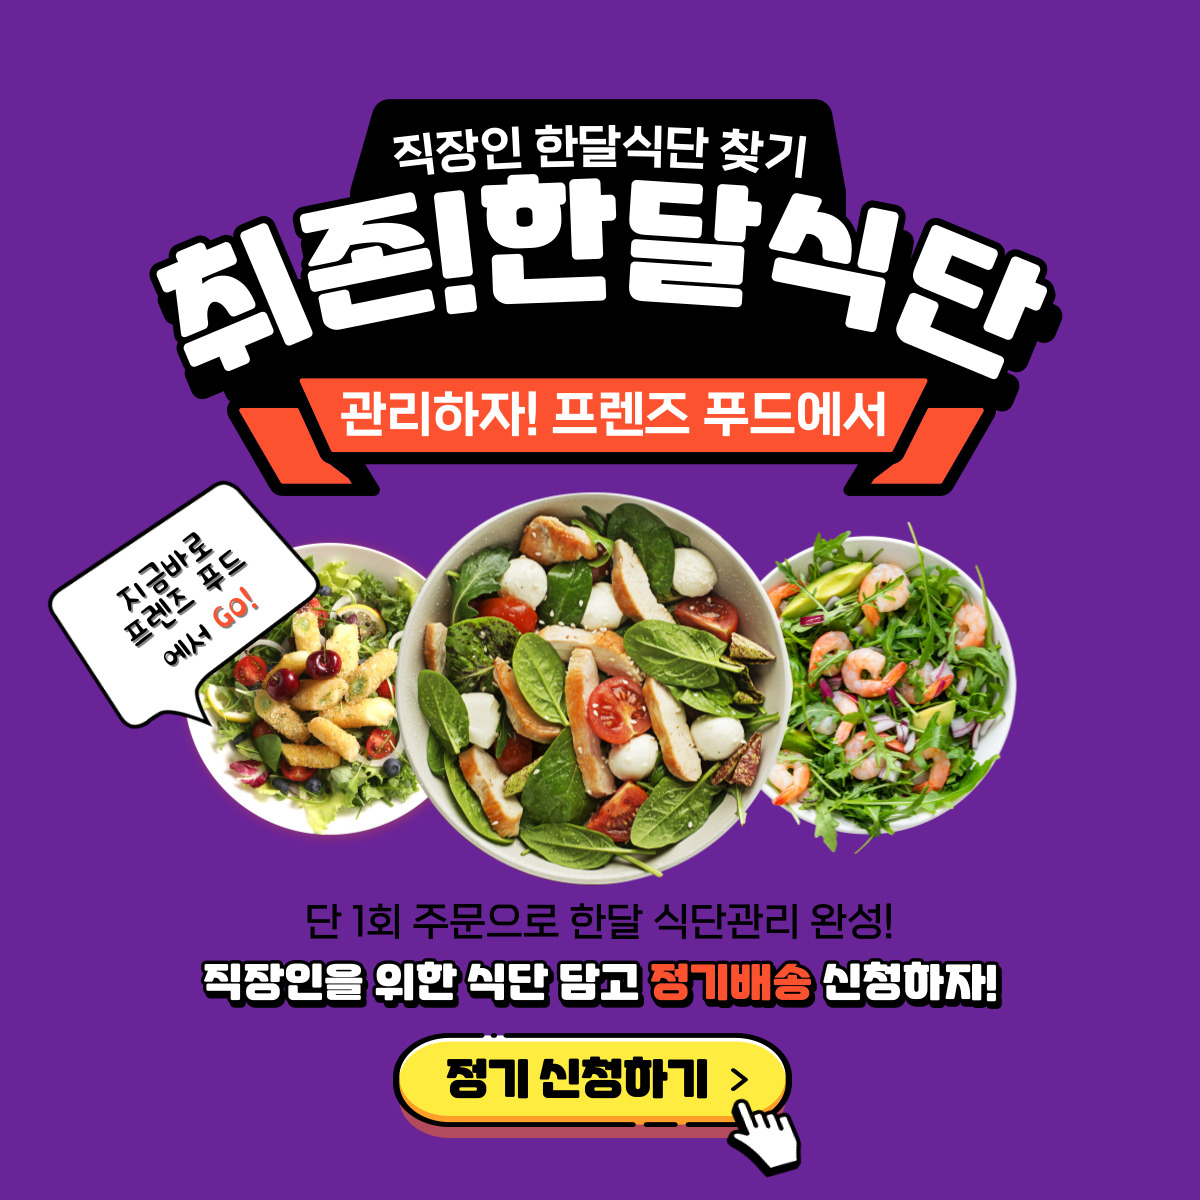 직장인 한달식단 찾기
취존!한달식단
관리하자! 프렌즈 푸드에서
지금바로
프렌즈 푸드
에서 GO!
단 1회 주문으로 한달 식단관리 완성!
직장인을 위한 식단 담고 정기배송 신청하자!
정기 신청하기 >